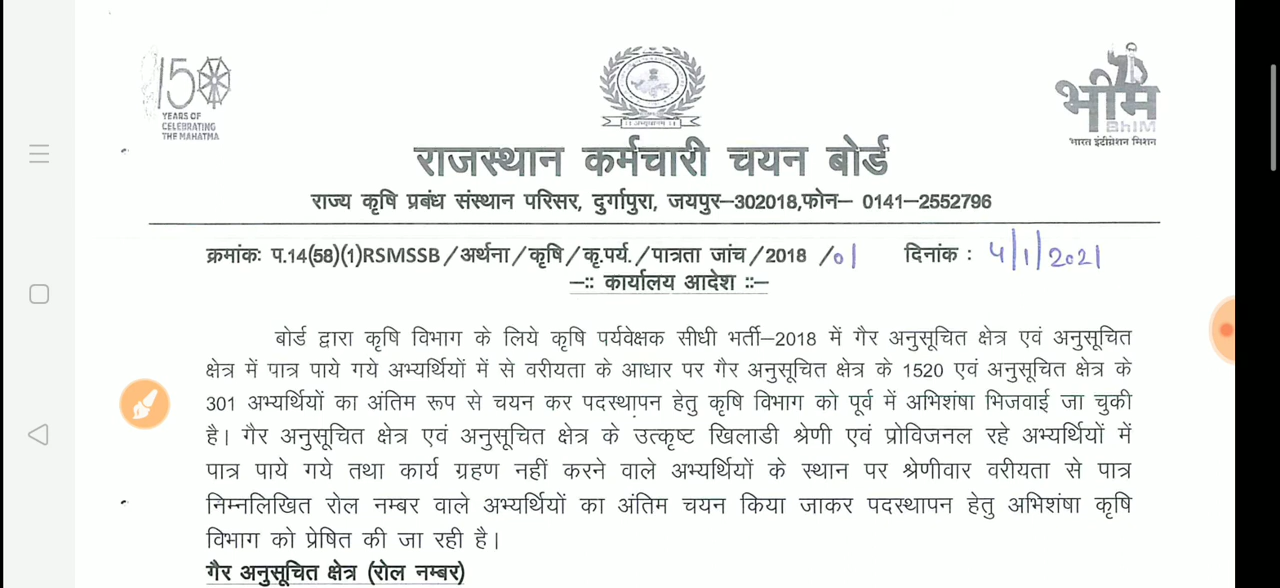 150
YEARS OF
CELEBRATING
THE MAHATMA
भीम
BHIM
भारत इंटीग्रेशन मिशन
राजस्थान कर्मचारी चयन बोर्ड
राज्य कृषि प्रबंध संस्थान परिसर, दुर्गापुरा, जयपुर–302018,फोन– 0141–2552796
क्रमांकः प.14(58)(1)RSMSSB/अर्थना/कृषि/कृ.पर्य./पात्रता जांच/2018 /01 दिनांक : 4/1/2021
–:: कार्यालय आदेश ::–
बोर्ड द्वारा कृषि विभाग के लिये कृषि पर्यवेक्षक सीधी भर्ती–2018 में गैर अनुसूचित क्षेत्र एवं अनुसूचित
क्षेत्र में पात्र पाये गये अभ्यर्थियों में से वरीयता के आधार पर गैर अनुसूचित क्षेत्र के 1520 एवं अनुसूचित क्षेत्र के
301 अभ्यर्थियों का अंतिम रूप से चयन कर पदस्थापन हेतु कृषि विभाग को पूर्व में अभिशंषा भिजवाई जा चुकी
है। गैर अनुसूचित क्षेत्र एवं अनुसूचित क्षेत्र के उत्कृष्ट खिलाडी श्रेणी एवं प्रोविजनल रहे अभ्यर्थियों में
पात्र पाये गये तथा कार्य ग्रहण नहीं करने वाले अभ्यर्थियों के स्थान पर श्रेणीवार वरीयता से पात्र
निम्नलिखित रोल नम्बर वाले अभ्यर्थियों का अंतिम चयन किया जाकर पदस्थापन हेतु अभिशंषा कृषि
विभाग को प्रेषित की जा रही है।
गैर अनुसूचित क्षेत्र (रोल नम्बर)